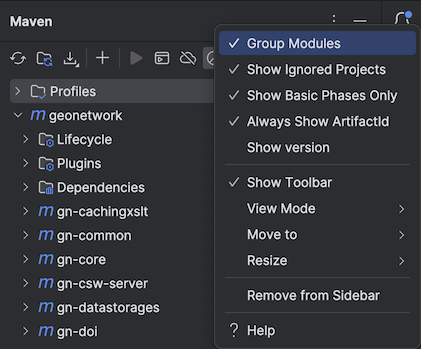 Maven
Group Modules
Show Ignored Projects
Show Basic Phases Only
Always Show ArtifactId
Show version
Show Toolbar
View Mode
Move to
Resize
Remove from Sidebar
? Help
Profiles
m geonetwork
Lifecycle
Plugins
Dependencies
m gn-cachingxslt
m gn-common
m gn-core
m gn-csw-server
m gn-datastorages
m gn-doi